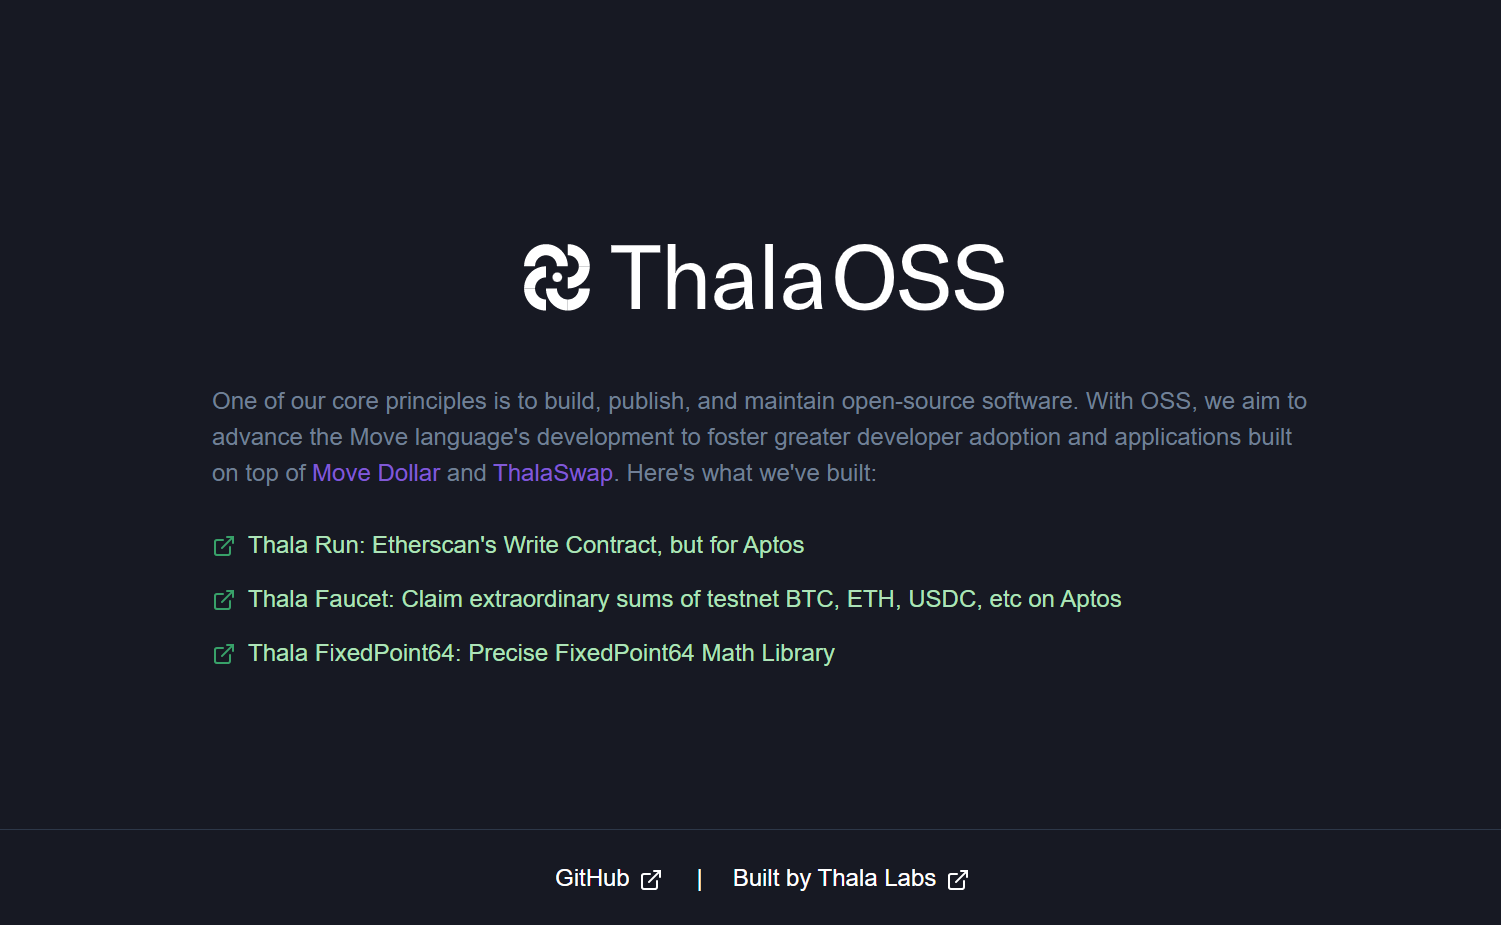 ThalaOSS
One of our core principles is to build, publish, and maintain open-source software. With OSS, we aim to
advance the Move language's development to foster greater developer adoption and applications built
on top of Move Dollar and ThalaSwap. Here's what we've built:
Thala Run: Etherscan's Write Contract, but for Aptos
Thala Faucet: Claim extraordinary sums of testnet BTC, ETH, USDC, etc on Aptos
Thala FixedPoint64: Precise FixedPoint64 Math Library
GitHub | Built by Thala Labs